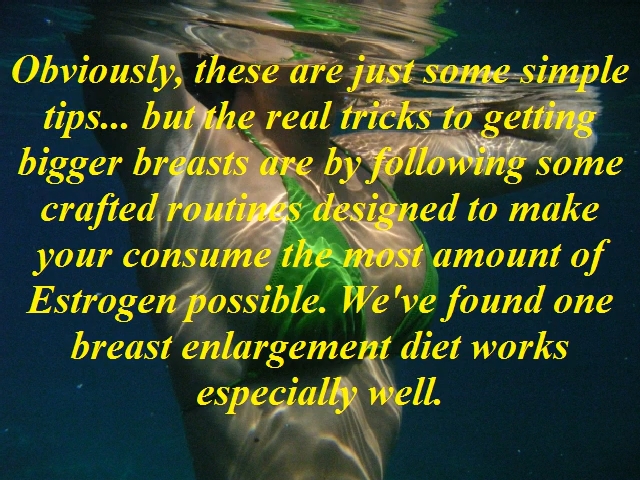 Obviously, these are just some simple
tips... but the real tricks to getting
bigger breasts are by following some
crafted routines designed to make
your consume the most amount of
Estrogen possible. We've found one
breast enlargement diet works
especially well.